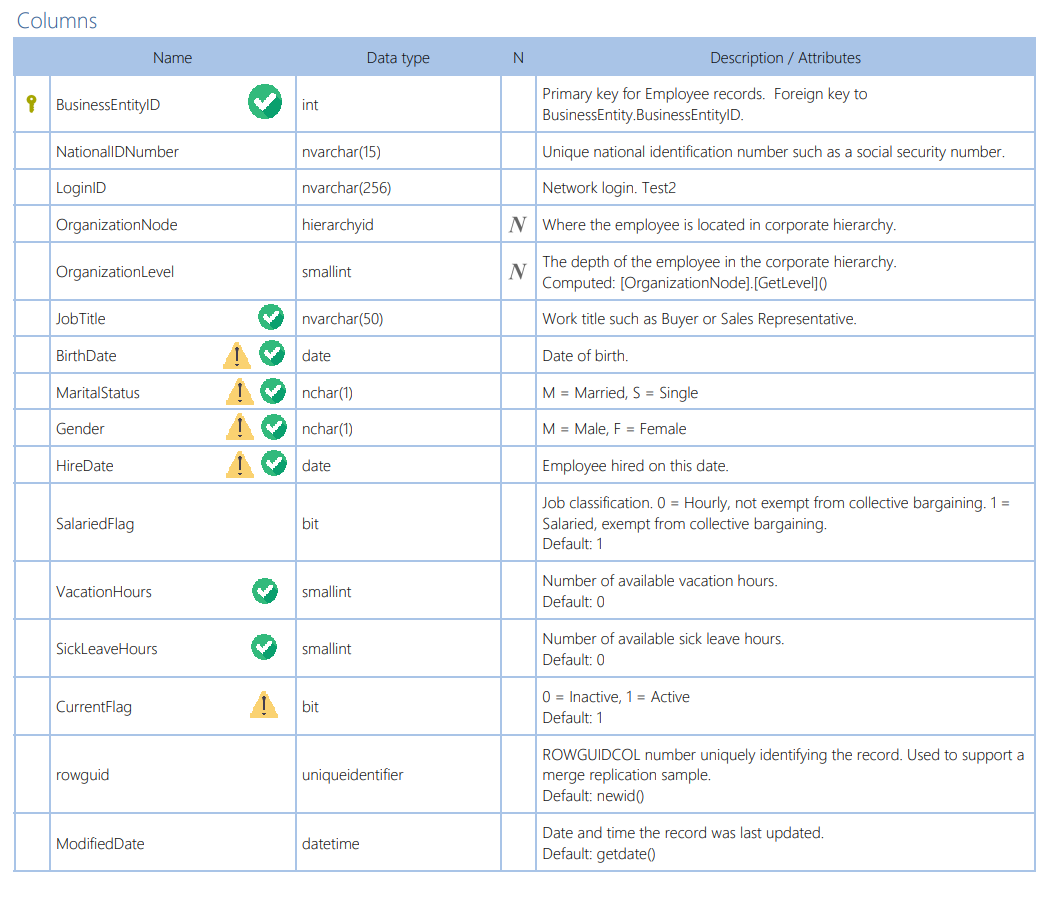 Columns
Name Data type N Description / Attributes
BusinessEntityID int Primary key for Employee records. Foreign key to
BusinessEntity.BusinessEntityID.
NationalIDNumber nvarchar(15) Unique national identification number such as a social security number.
LoginID nvarchar(256) Network login. Test2
OrganizationNode hierarchyid N Where the employee is located in corporate hierarchy.
OrganizationLevel smallint N The depth of the employee in the corporate hierarchy.
Computed: [OrganizationNode].[GetLevel]()
JobTitle nvarchar(50) Work title such as Buyer or Sales Representative.
BirthDate date Date of birth.
MaritalStatus nchar(1) M = Married, S = Single
Gender nchar(1) M = Male, F = Female
HireDate date Employee hired on this date.
SalariedFlag bit Job classification. 0 = Hourly, not exempt from collective bargaining. 1 =
Salaried, exempt from collective bargaining.
Default: 1
VacationHours smallint Number of available vacation hours.
Default: 0
SickLeaveHours smallint Number of available sick leave hours.
Default: 0
CurrentFlag bit 0 = Inactive, 1 = Active
Default: 1
rowguid uniqueidentifier ROWGUIDCOL number uniquely identifying the record. Used to support a
merge replication sample.
Default: newid()
ModifiedDate datetime Date and time the record was last updated.
Default: getdate()